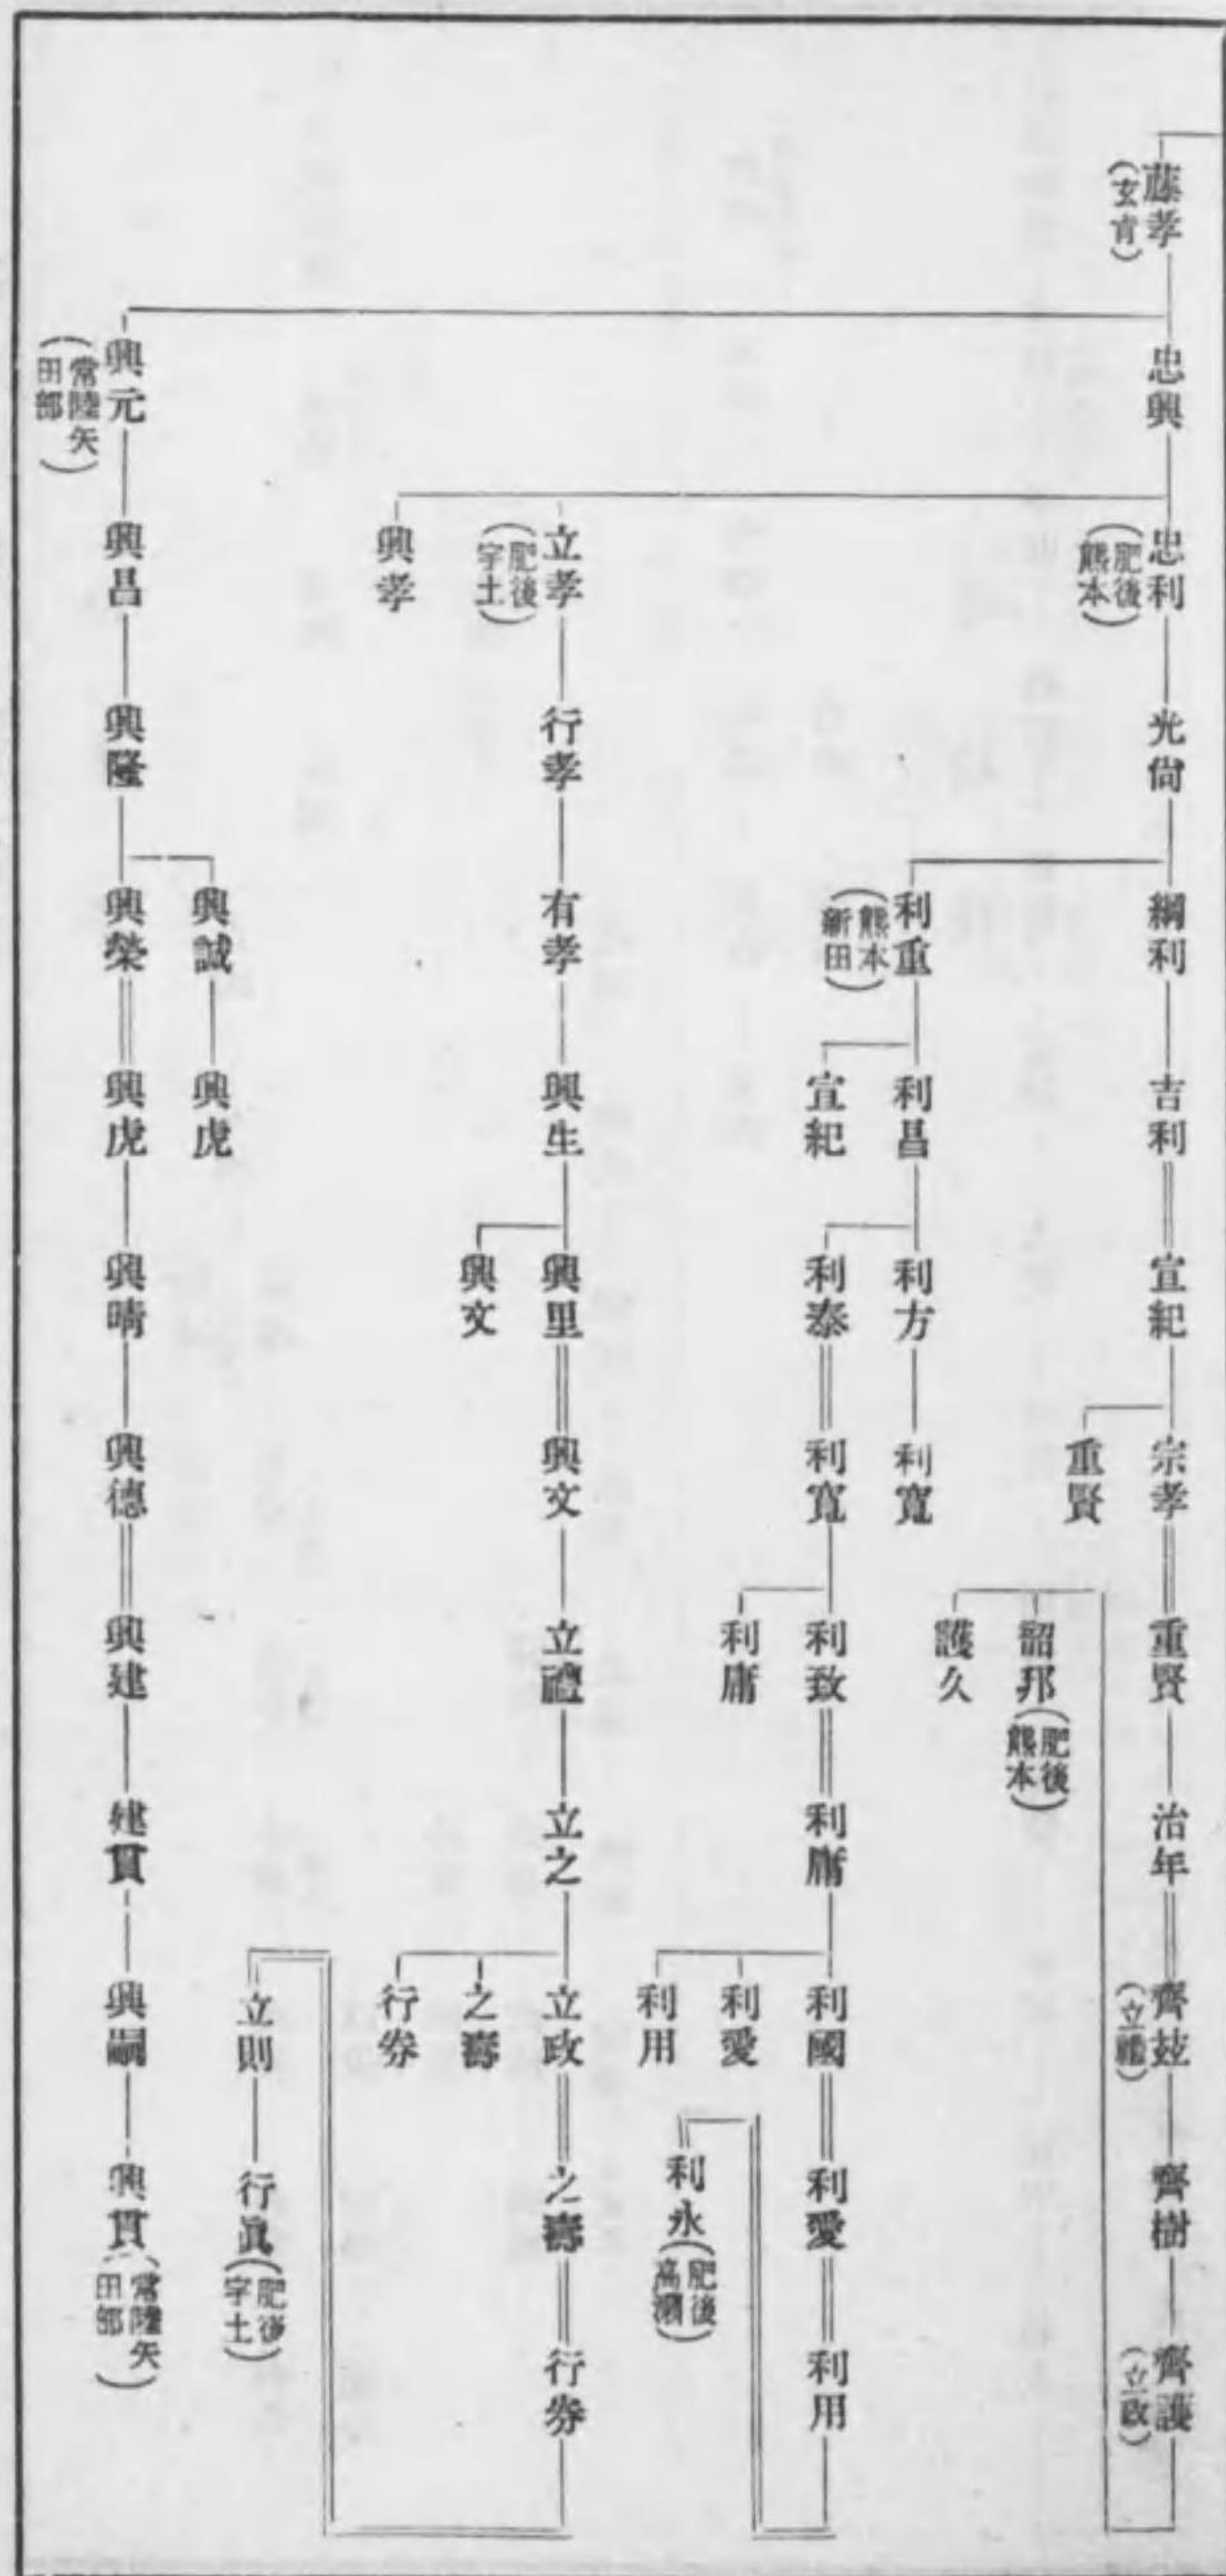 藤孝
(玄旨)
忠興
忠利
(肥後
熊本)
光尙
綱利
吉利
宣紀
宗孝
重賢
治年
齊玆
(立禮)
齊樹
齊護
(立政)
重賢
韶邦
(肥後
熊本)
護久
利重
(熊本
新田)
利昌
利方
利寬
宣紀
利泰
利寬
利致
利庸
利國
利愛
利用
利庸
利愛
利用
利永
(肥後
高瀨)
立孝
(肥後
宇土)
行孝
有孝
興生
興里
興文
立禮
立之
立政
之壽
行券
興文
之壽
行券
興孝
立則
行眞
(肥後
宇土)
興誠
興虎
興元
(常陸矢
田部)
興昌
興隆
興榮
興虎
興晴
興德
興建
建貫
興嗣
興貫
(常陸矢
田部)